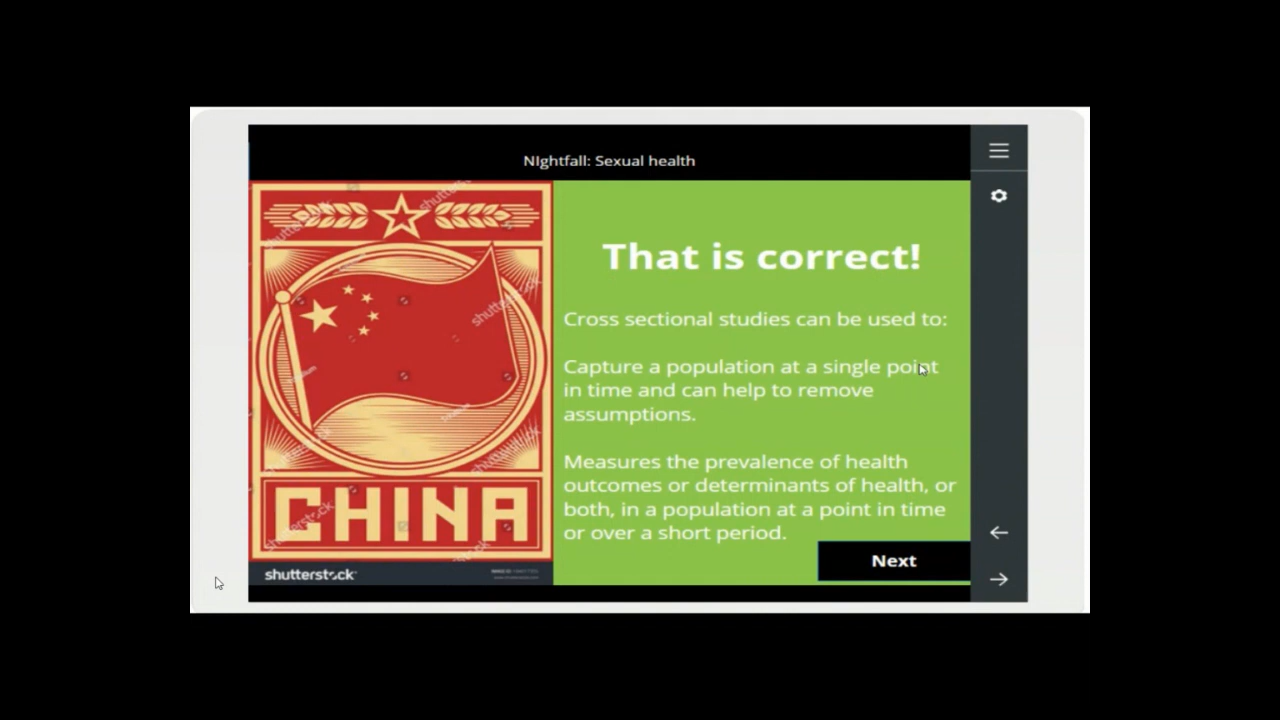 NIghtfall: Sexual health
That is correct!
Cross sectional studies can be used to:
Capture a population at a single point
in time and can help to remove
assumptions.
Measures the prevalence of health
outcomes or determinants of health, or
both, in a population at a point in time
or over a short period.
Next
CHINA
shutterstock